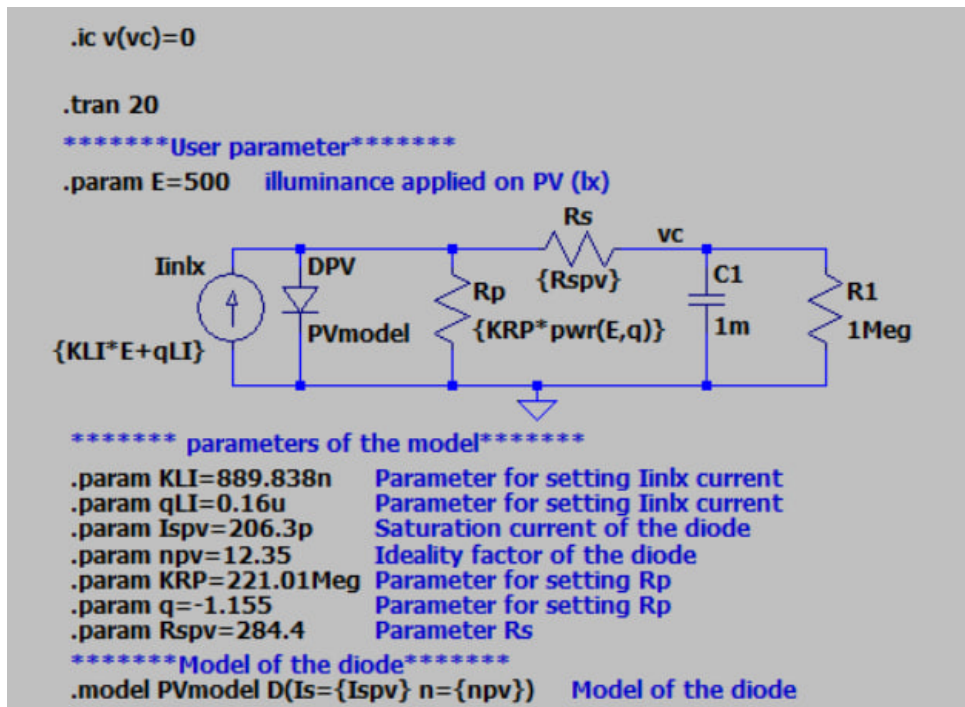 .ic v(vc)=0
.tran 20
*******User parameter*******
.param E=500 illuminance applied on PV (lx)
Rs
vc
Iinlx
DPV
{Rspv}
C1
Rp
R1
PVmodel
{KRP*pwr(E,q)}
1m
1Meg
{KLI*E+qLI}
******* parameters of the model*******
.param KLI=889.838n Parameter for setting Iinlx current
.param qLI=0.16u Parameter for setting Iinlx current
.param Ispv=206.3p Saturation current of the diode
.param npv=12.35 Ideality factor of the diode
.param KRP=221.01Meg Parameter for setting Rp
.param q=-1.155 Parameter for setting Rp
.param Rspv=284.4 Parameter Rs
*******Model of the diode*******
.model PVmodel D(Is={Ispv} n={npv}) Model of the diode